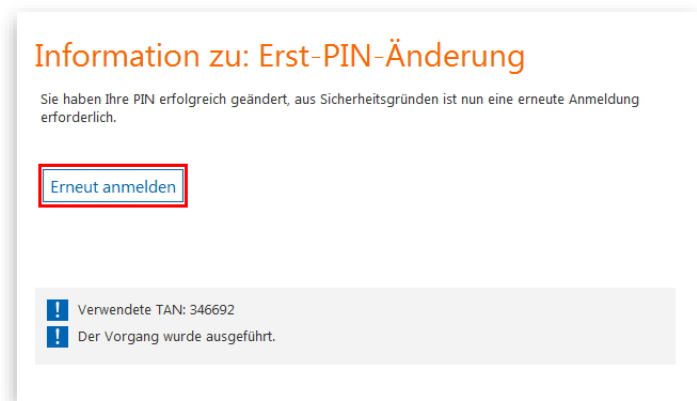 Information zu: Erst-PIN-Änderung
Sie haben Ihre PIN erfolgreich geändert, aus Sicherheitsgründen ist nun eine erneute Anmeldung
erforderlich.
Erneut anmelden
Verwendete TAN: 346692
Der Vorgang wurde ausgeführt.